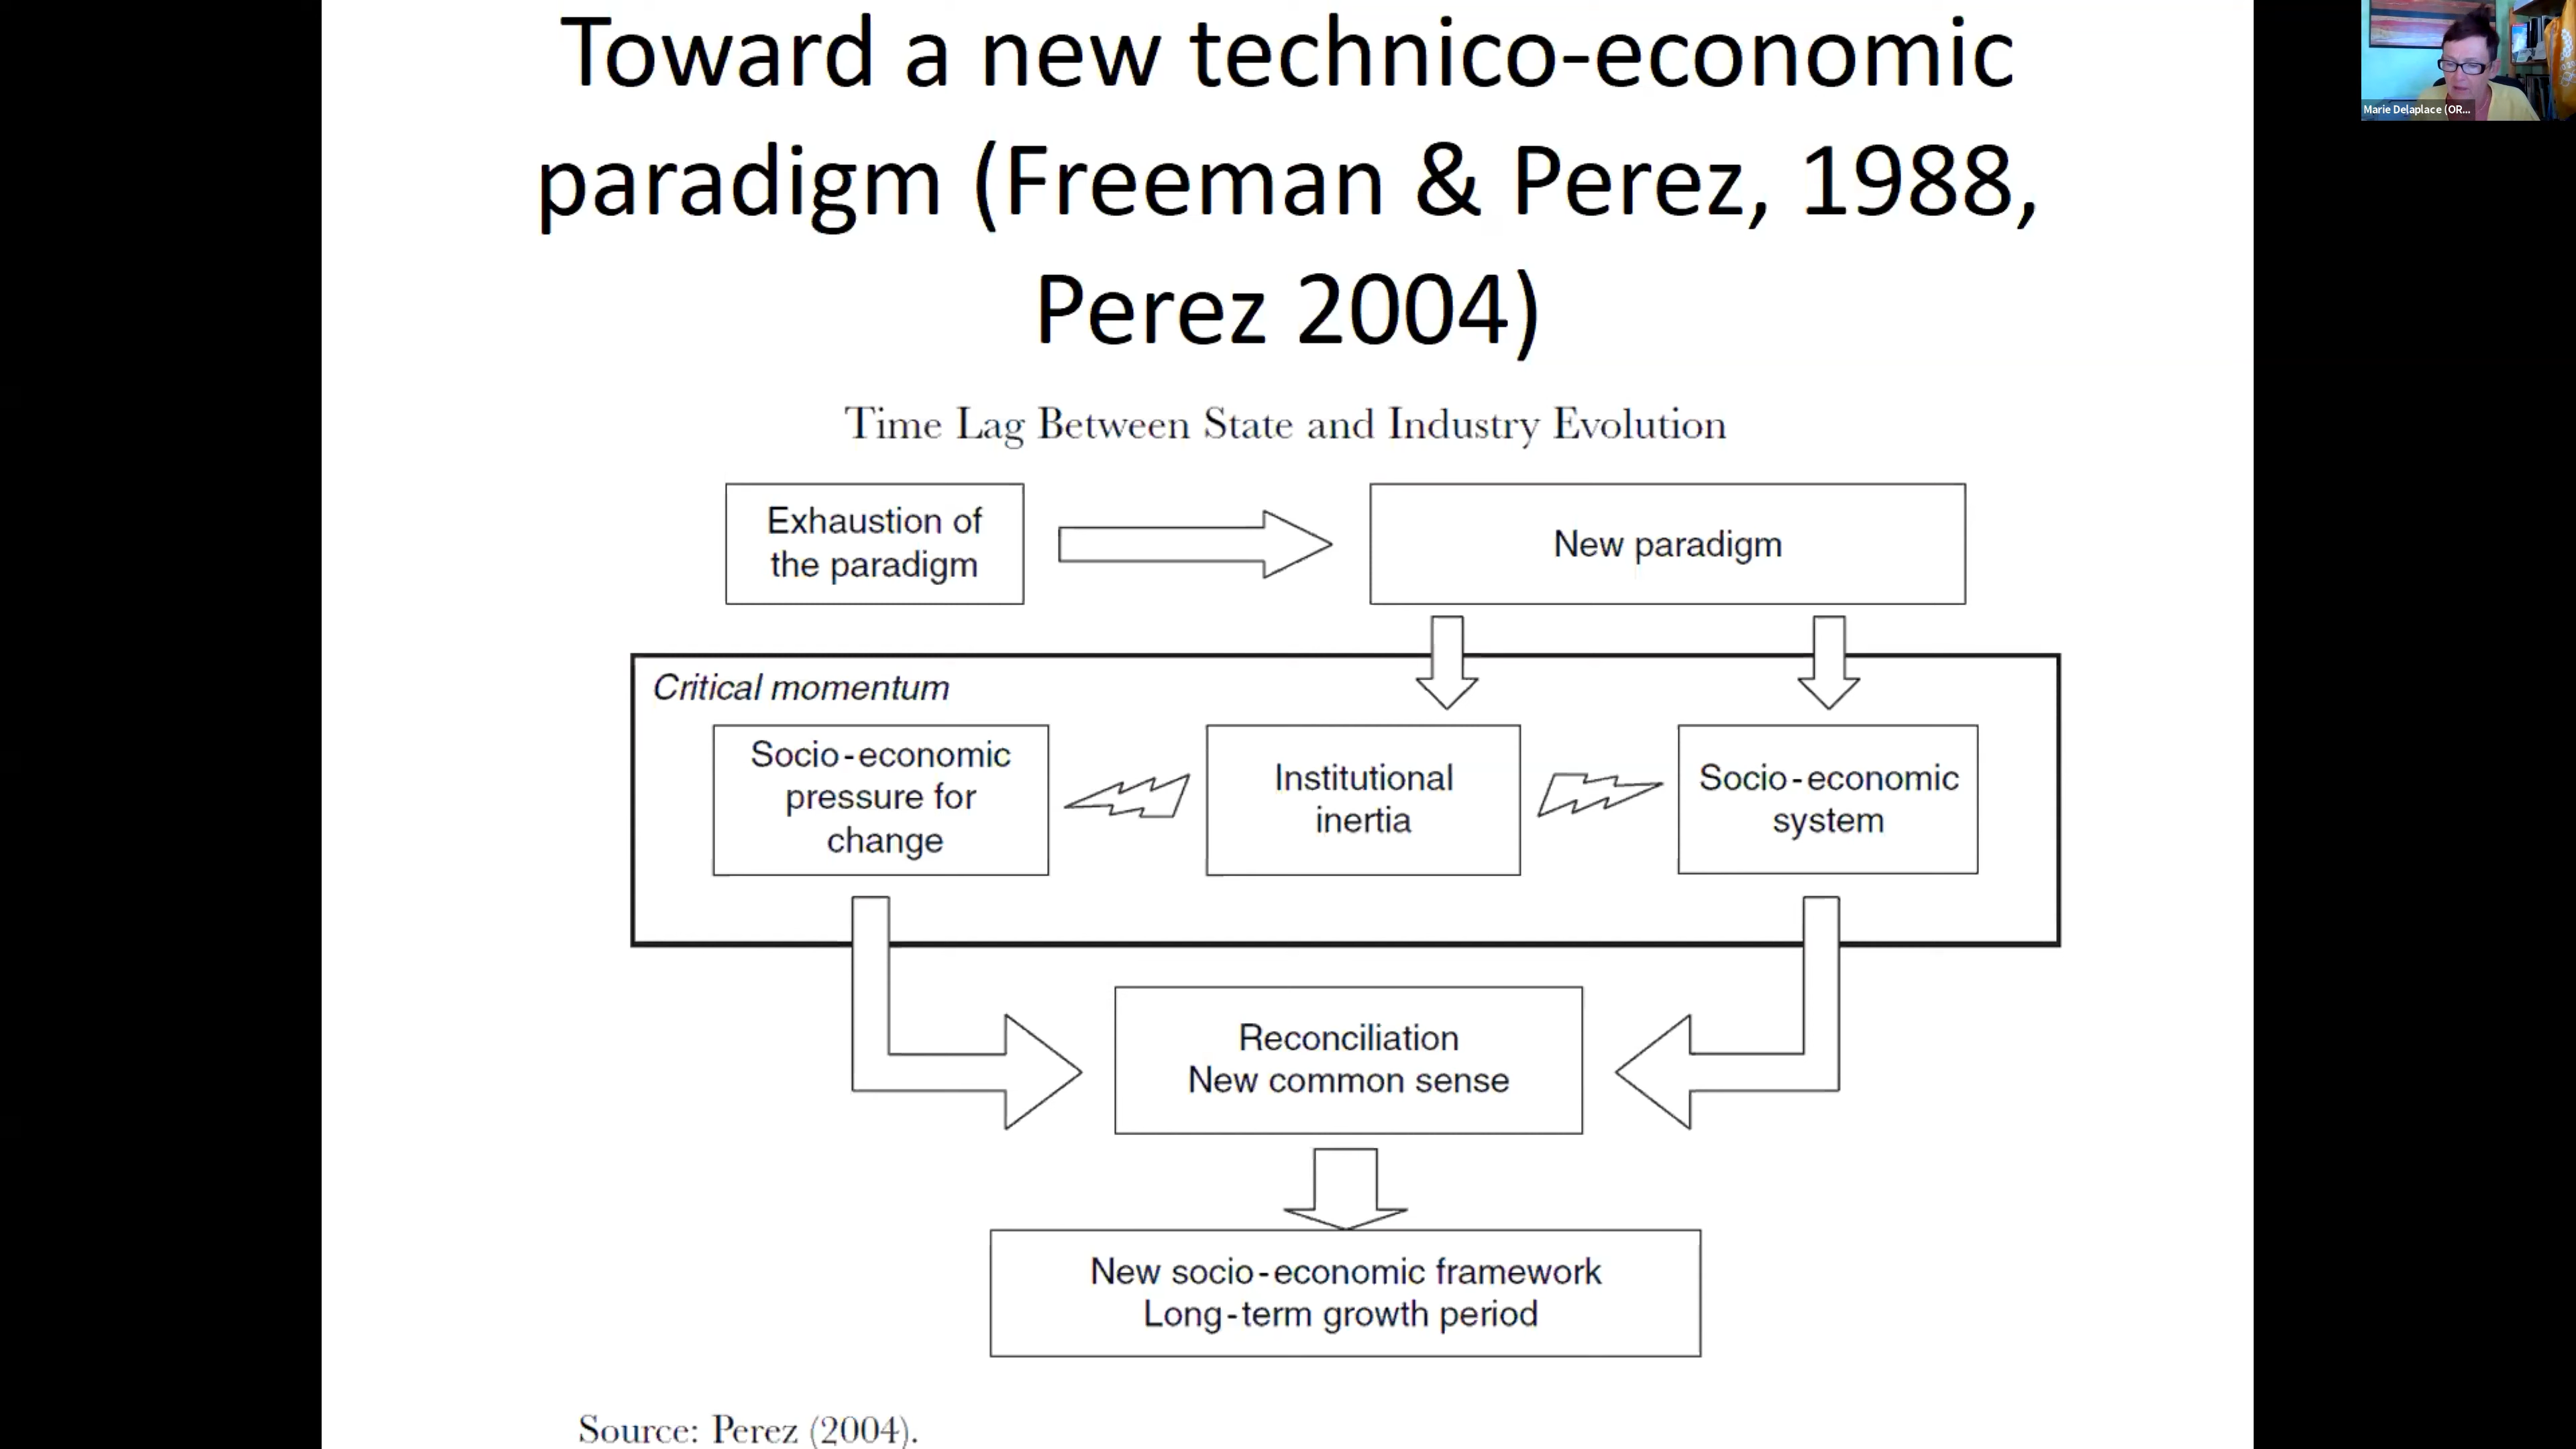 Toward a new technico-economic
paradigm (Freeman & Perez, 1988,
Perez 2004)
Marie Delaplace (OR...
Time Lag Between State and Industry Evolution
Exhaustion of
the paradigm
New paradigm
Critical momentum
Socio-economic
pressure for
change
Institutional
inertia
Socio-economic
system
Reconciliation
New common sense
New socio-economic framework
Long-term growth period
Source: Perez (2004).